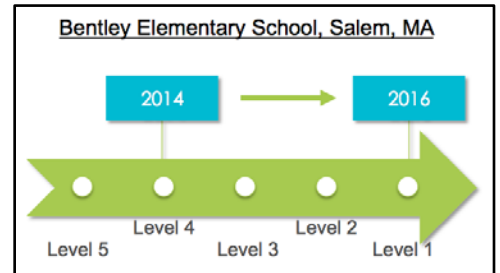 Bentley Elementary School, Salem, MA
2014 2016
Level 4 Level 2
Level 5 Level 3 Level 1